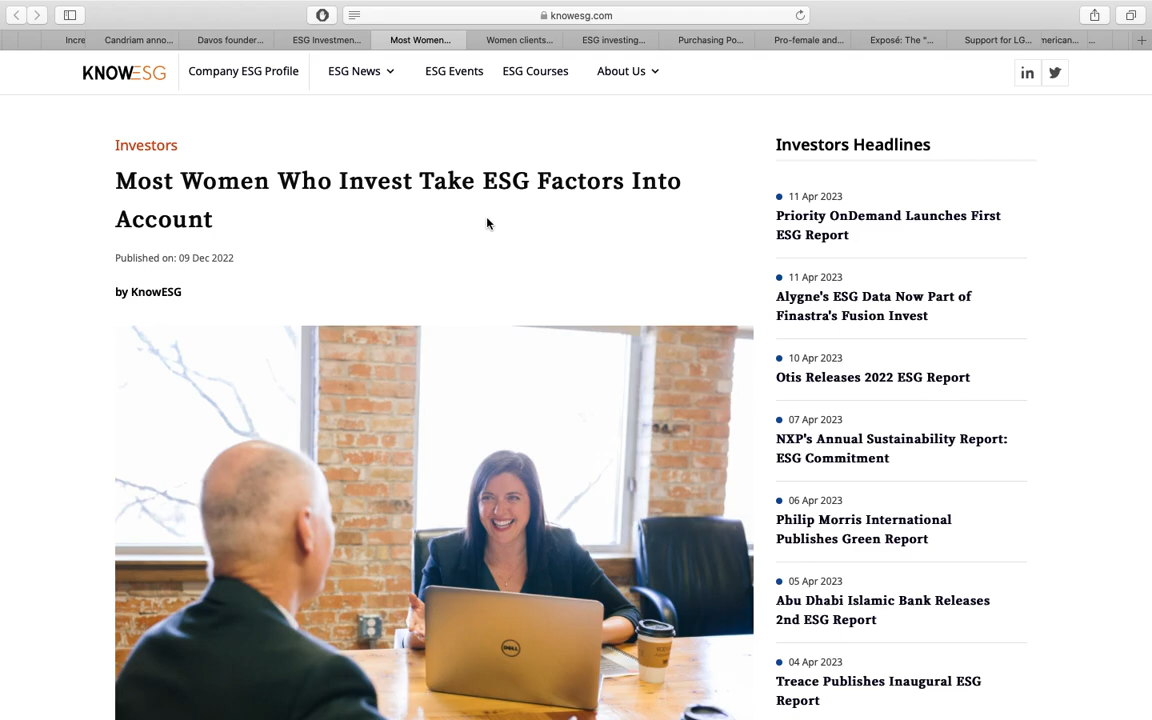 knowesg.com
Incre
Candriam anno...
Davos founder...
ESG Investmen...
Most Women...
Women clients...
ESG investing...
Purchasing Po...
Pro-female and...
Exposé: The "...
Support for LG...
nerican...
...
KNOWESG
Company ESG Profile
ESG News
ESG Events
ESG Courses
About Us
in
Investors
Most Women Who Invest Take ESG Factors Into
Account
Published on: 09 Dec 2022
by KnowESG
DELL
Investors Headlines
11 Apr 2023
Priority OnDemand Launches First
ESG Report
11 Apr 2023
Alygne's ESG Data Now Part of
Finastra's Fusion Invest
10 Apr 2023
Otis Releases 2022 ESG Report
07 Apr 2023
NXP's Annual Sustainability Report:
ESG Commitment
06 Apr 2023
Philip Morris International
Publishes Green Report
05 Apr 2023
Abu Dhabi Islamic Bank Releases
2nd ESG Report
04 Apr 2023
Treace Publishes Inaugural ESG
Report